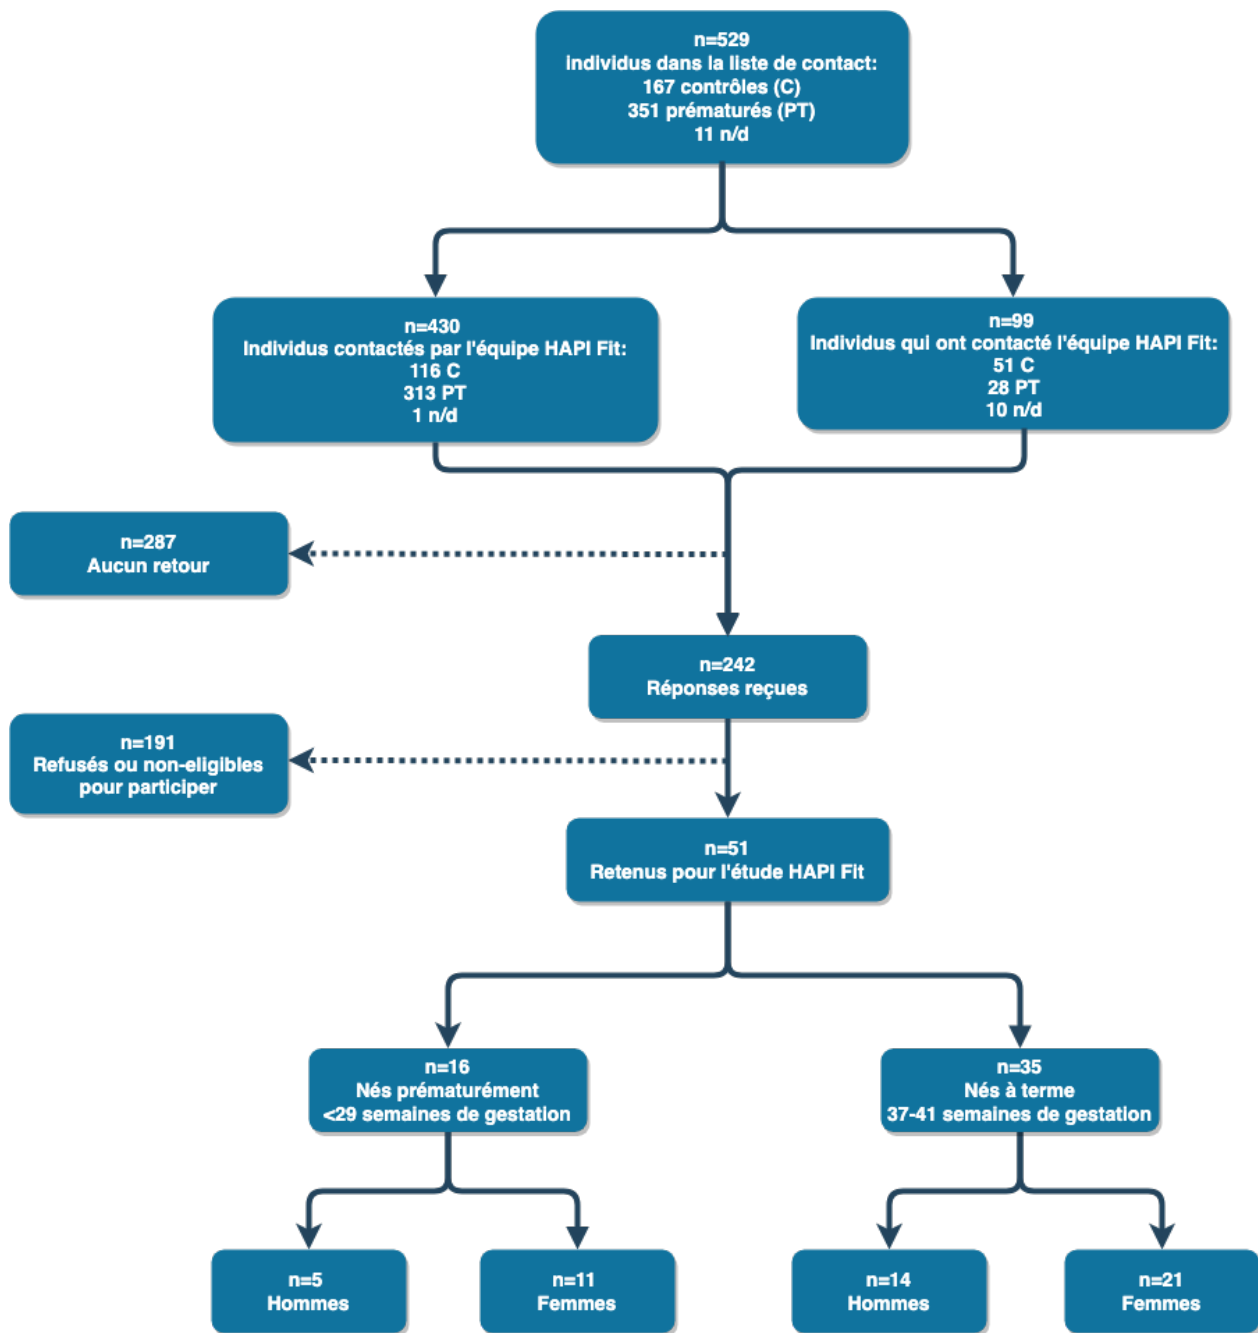 n=529
individus dans la liste de contact:
167 contrôles (C)
351 prématurés (PT)
11 n/d
n=430
Individus contactés par l'équipe HAPI Fit:
116 C
313 PT
1 n/d
n=99
Individus qui ont contacté l'équipe HAPI Fit:
51 C
28 PT
10 n/d
n=287
Aucun retour
n=242
Réponses reçues
n=191
Refusés ou non-eligibles
pour participer
n=51
Retenus pour l'étude HAPI Fit
n=16
Nés prématurément
<29 semaines de gestation
n=35
Nés à terme
37-41 semaines de gestation
n=5
Hommes
n=11
Femmes
n=14
Hommes
n=21
Femmes